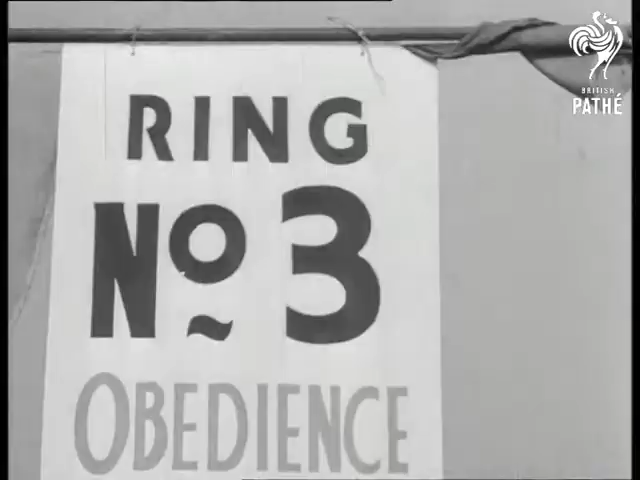 RING
No 3
OBEDIENCE
BRITISH
PATHÉ